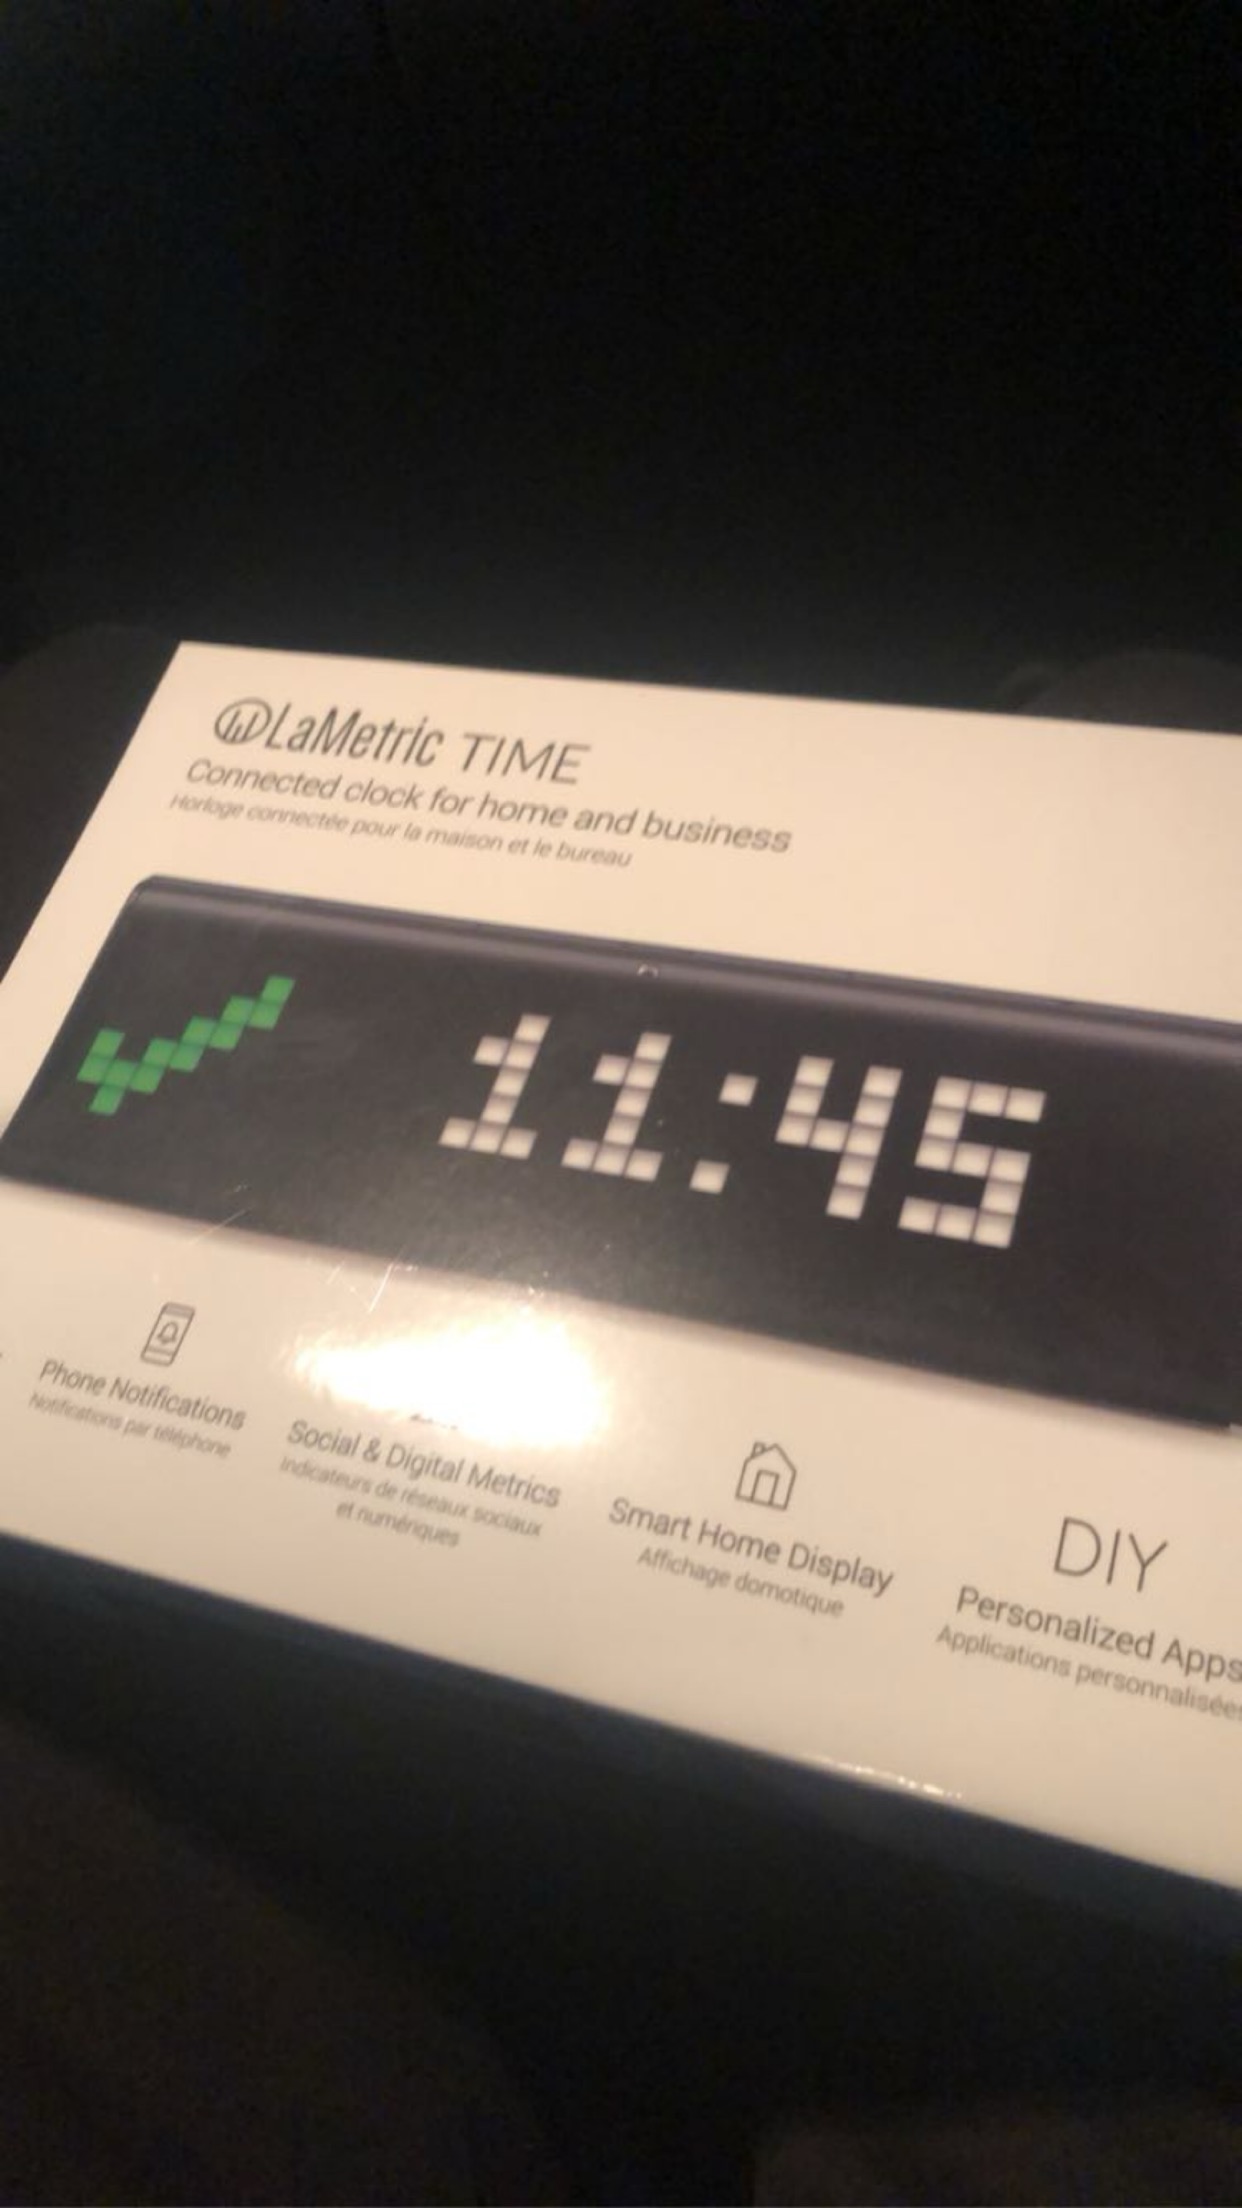 LaMetric TIME
Connected clock for home and business
Horloge connectée pour la maison et le bureau
11:45
Phone Notifications
Notifications par téléphone
Social & Digital Metrics
Indicateurs de réseaux sociaux
et numériques
Smart Home Display
Affichage domotique
DIY
Personalized Apps
Applications personnalisées